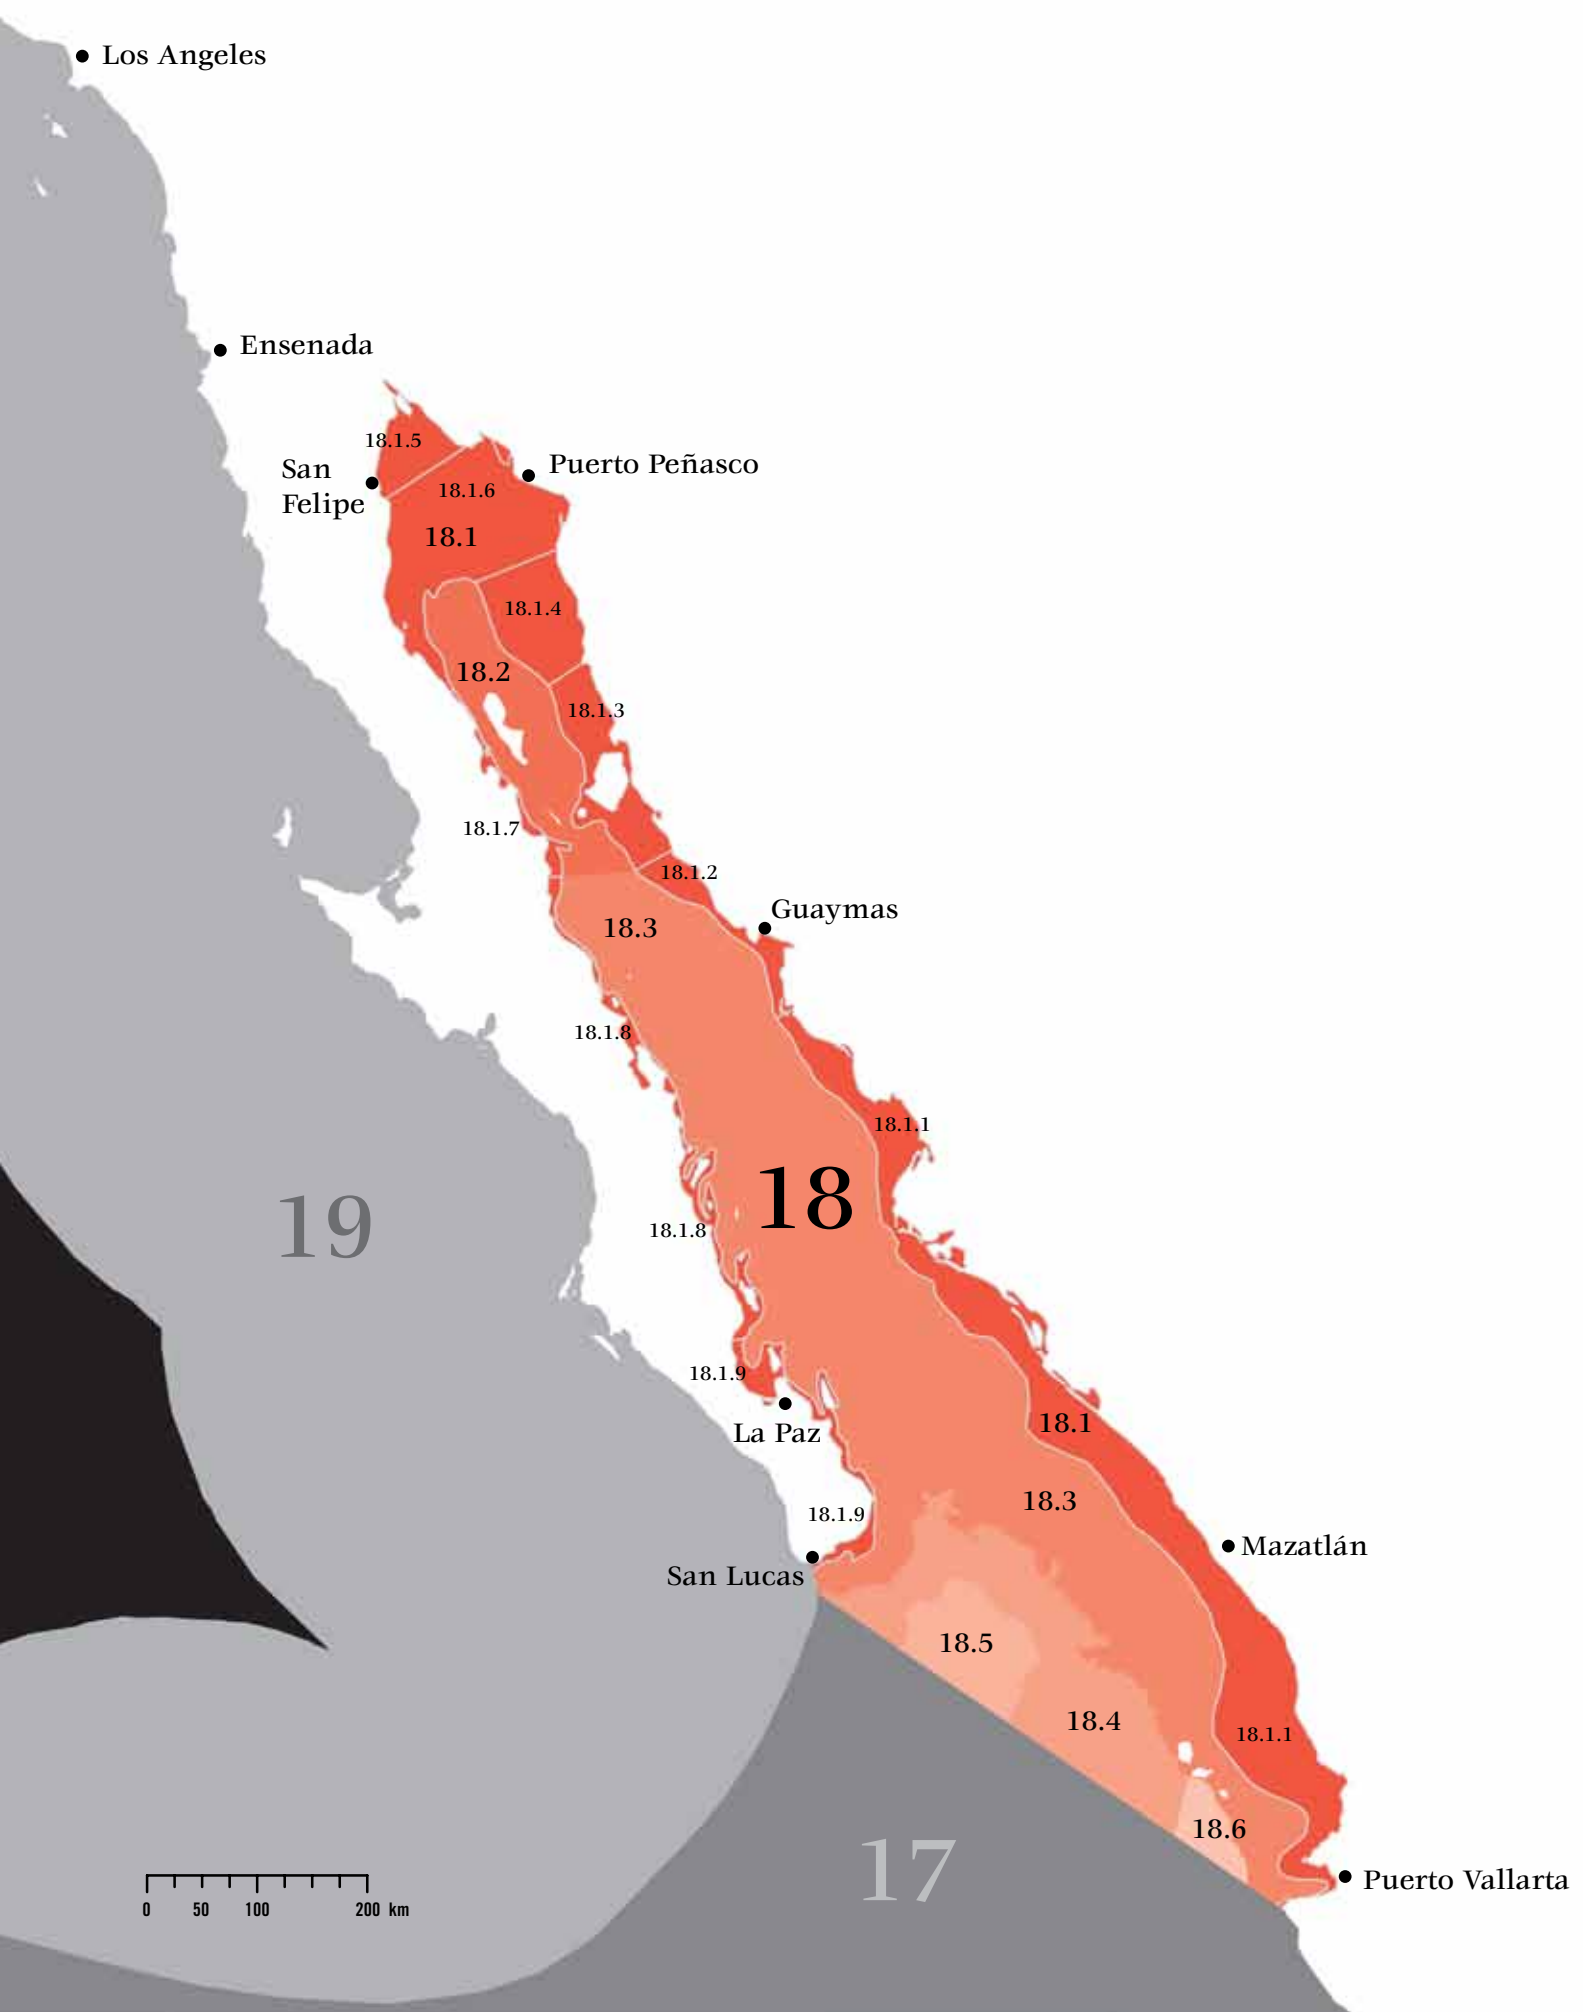 Los Angeles
Ensenada
18.1.5
San
Felipe
Puerto Peñasco
18.1.6
18.1
18.1.4
18.2
18.1.3
18.1.7
18.1.2
Guaymas
18.3
18.1.8
18.1.1
18
19
18.1.8
18.1.9
La Paz
18.1
18.3
18.1.9
Mazatlán
San Lucas
18.5
18.4
18.1.1
18.6
17
Puerto Vallarta
0 50 100 200 km